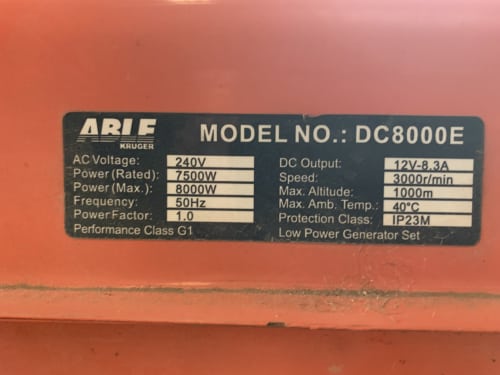 ABLE
KRUGER
MODEL NO.: DC8000E
AC Voltage: 240V
Power (Rated): 7500W
Power (Max.): 8000W
Frequency: 50Hz
Power Factor: 1.0
Performance Class G1
DC Output: 12V-8.3A
Speed: 3000r/min
Max. Altitude: 1000m
Max. Amb. Temp.: 40°C
Protection Class: IP23M
Low Power Generator Set